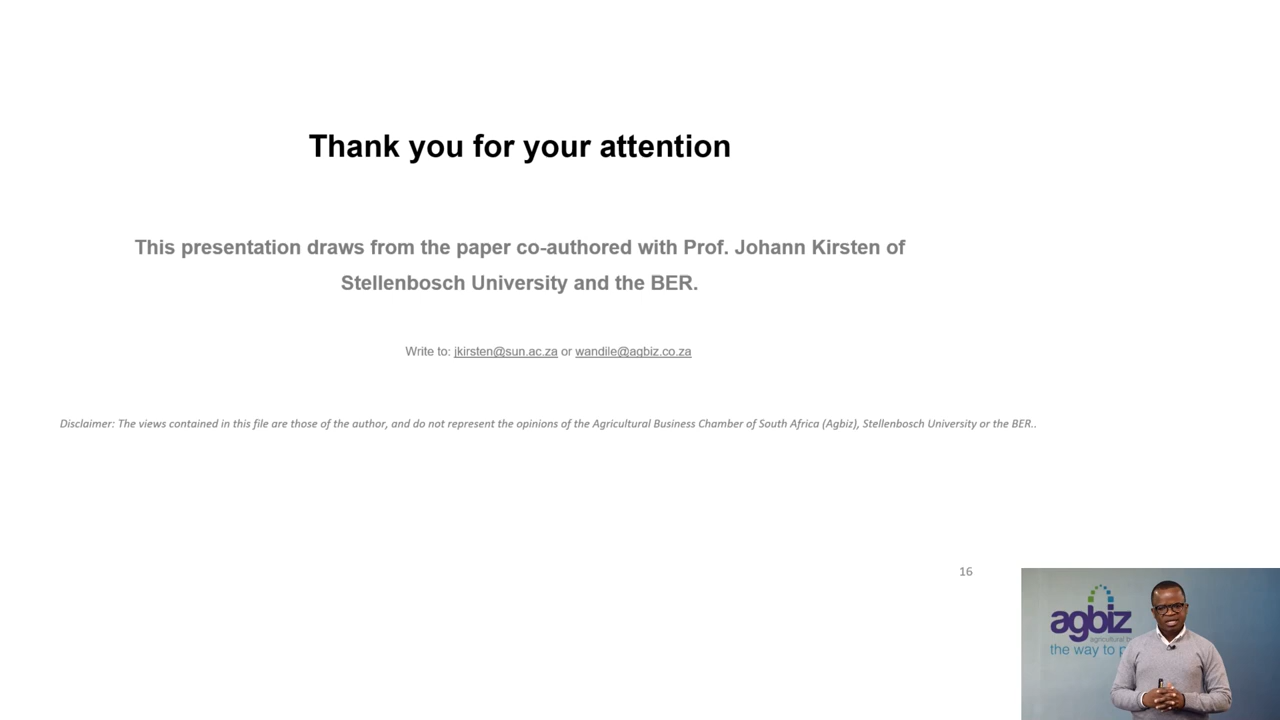 Thank you for your attention
This presentation draws from the paper co-authored with Prof. Johann Kirsten of
Stellenbosch University and the BER.
Write to: jkirsten@sun.ac.za or wandile@agbiz.co.za
Disclaimer: The views contained in this file are those of the author, and do not represent the opinions of the Agricultural Business Chamber of South Africa (Agbiz), Stellenbosch University or the BER..
16
agbiz
agricultural
the way to